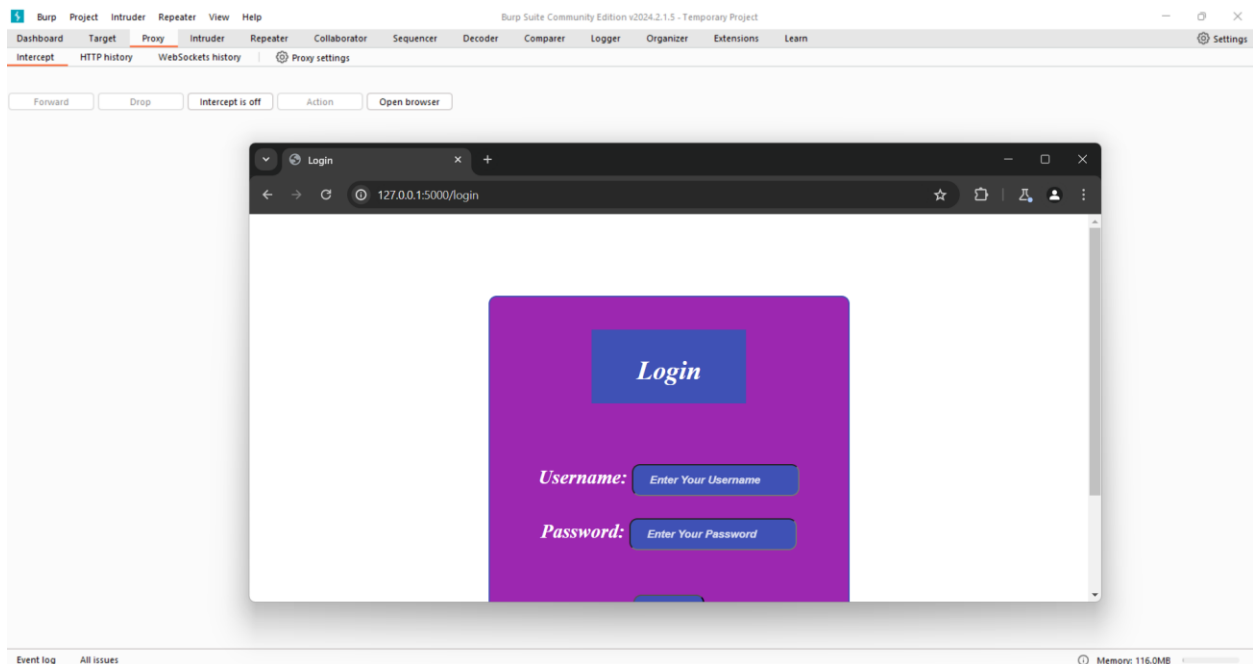 Burp Project Intruder Repeater View Help Burp Suite Community Edition v2024.2.1.5 - Temporary Project
Dashboard Target Proxy Intruder Repeater Collaborator Sequencer Decoder Comparer Logger Organizer Extensions Learn Settings
Intercept HTTP history WebSockets history Proxy settings
Forward Drop Intercept is off Action Open browser
Login
127.0.0.1:5000/login
Login
Username: Enter Your Username
Password: Enter Your Password
Event log All issues Memory: 116.0MB